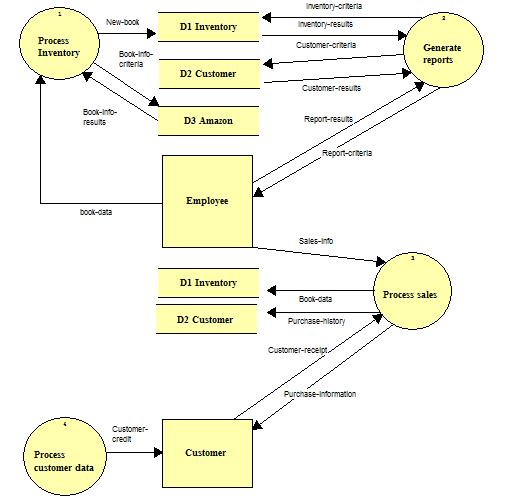 1
Process
Inventory
New-book
Book-Info-
criteria
Book-Info-
results
D1 Inventory
D2 Customer
D3 Amazon
Inventory-criteria
Inventory-results
Customer-criteria
Customer-results
2
Generate
reports
Report-results
Report-criteria
Employee
book-data
Sales-info
3
Process sales
D1 Inventory
Book-data
D2 Customer
Purchase-history
Customer-receipt
Purchase-information
4
Process
customer data
Customer-
credit
Customer